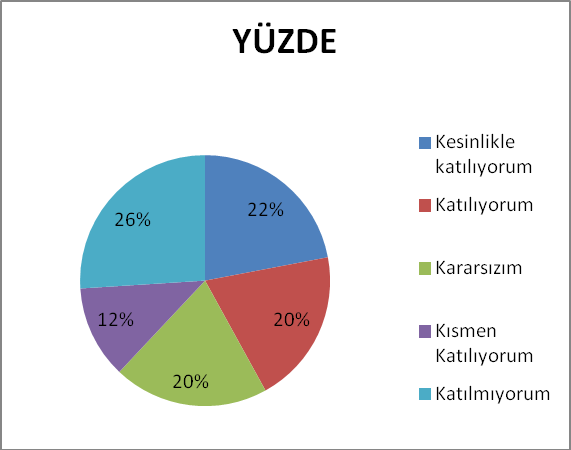 YÜZDE
22%
20%
20%
12%
26%
Kesinlikle
katılıyorum
Katılıyorum
Kararsızım
Kısmen
Katılıyorum
Katılmıyorum